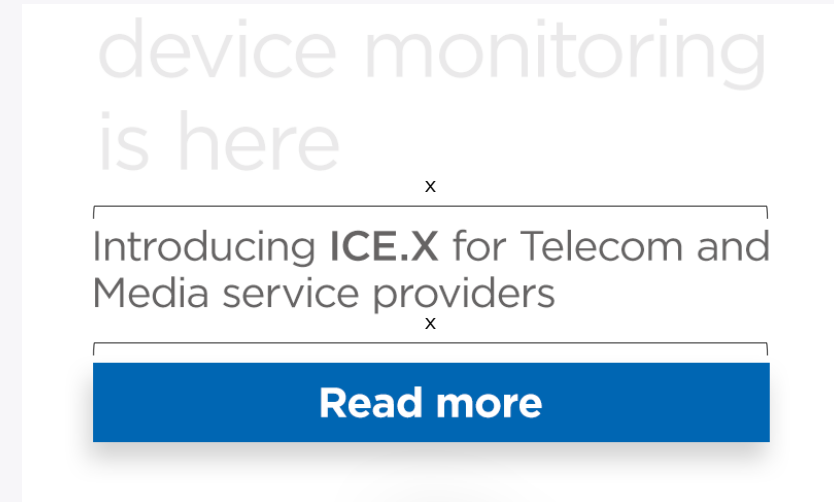 device monitoring
is here
x
Introducing ICE.X for Telecom and
Media service providers
x
Read more